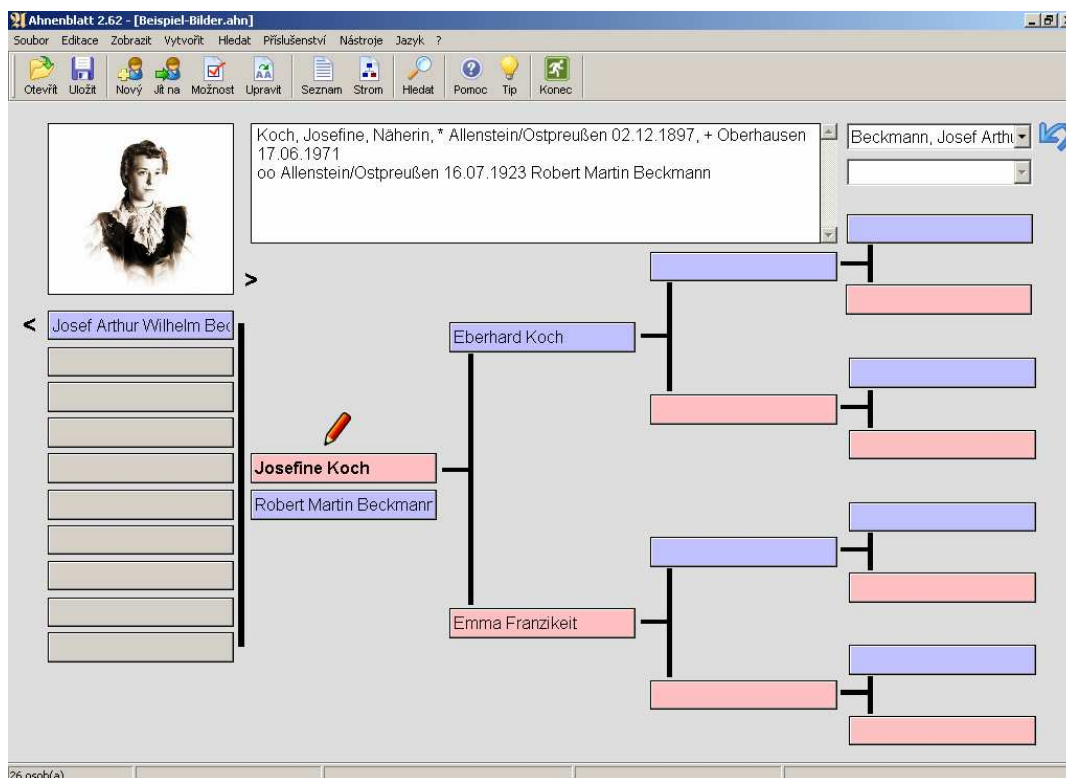 Ahnenblatt 2.62 - [Beispiel-Bilder.ahn]
Soubor Editace Zobrazit Vytvořit Hledat Příslušenství Nástroje Jazyk ?
Otevřít Uložit Nový Jít na Možnost Upravit Seznam Strom Hledat Pomoc Tip Konec
Koch, Josefine, Näherin, * Allenstein/Ostpreußen 02.12.1897, + Oberhausen
17.06.1971
oo Allenstein/Ostpreußen 16.07.1923 Robert Martin Beckmann
Beckmann, Josef Arthu
>
<
Josef Arthur Wilhelm Bec
Eberhard Koch
Josefine Koch
Robert Martin Beckmann
Emma Franzikeit
26 osob(a)